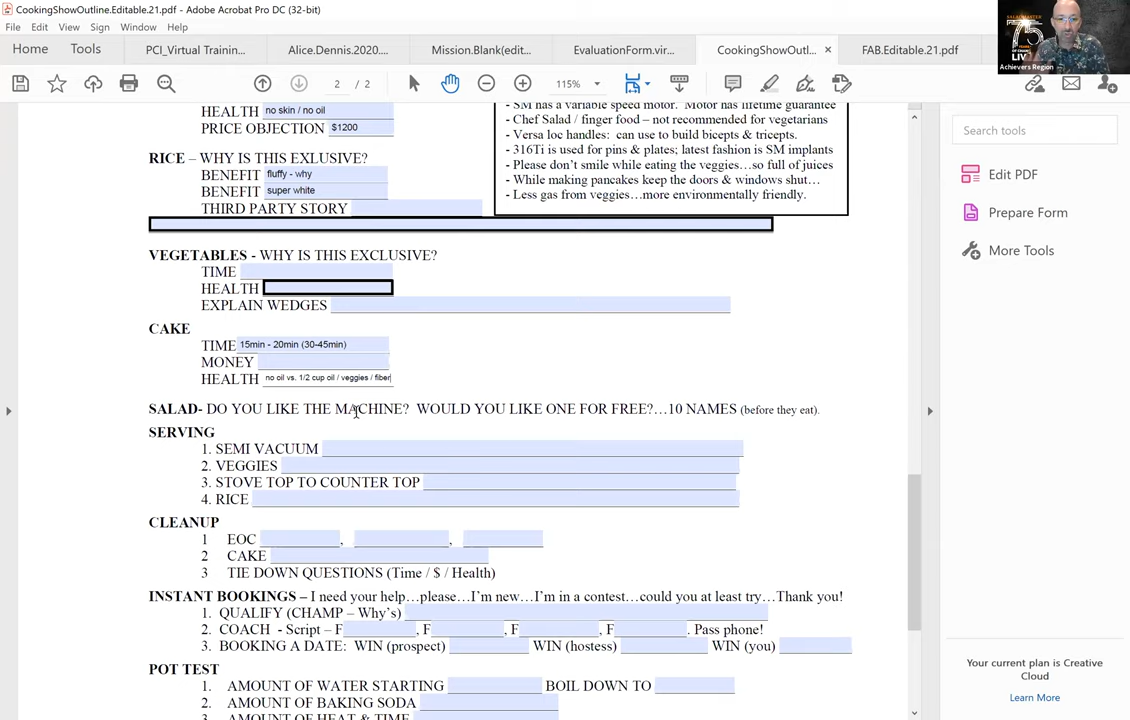 CookingShowOutline.Editable.21.pdf - Adobe Acrobat Pro DC (32-bit)
File Edit View Sign Window Help
Home Tools PCI_Virtual Training... Alice.Dennis.2020... Mission.Blank(edit... EvaluationForm.vir... CookingShowOutl... × FAB.Editable.21.pdf
75
Achievers Region
2 / 2 115%
HEALTH no skin / no oil
PRICE OBJECTION $1200
RICE – WHY IS THIS EXLUSIVE?
BENEFIT fluffy - why
BENEFIT super white
THIRD PARTY STORY
- SM has a variable speed motor. Motor has lifetime guarantee
- Chef Salad / finger food – not recommended for vegetarians
- Versa loc handles: can use to build biceps & tricepts.
- 316Ti is used for pins & plates; latest fashion is SM implants
- Please don't smile while eating the veggies…so full of juices
- While making pancakes keep the doors & windows shut…
- Less gas from veggies…more environmentally friendly.
VEGETABLES - WHY IS THIS EXCLUSIVE?
TIME
HEALTH
EXPLAIN WEDGES
CAKE
TIME 15min - 20min (30-45min)
MONEY
HEALTH no oil vs. 1/2 cup oil / veggies / fiber
SALAD- DO YOU LIKE THE MACHINE? WOULD YOU LIKE ONE FOR FREE?…10 NAMES (before they eat).
SERVING
1. SEMI VACUUM
2. VEGGIES
3. STOVE TOP TO COUNTER TOP
4. RICE
CLEANUP
1 EOC , ,
2 CAKE
3 TIE DOWN QUESTIONS (Time / $ / Health)
INSTANT BOOKINGS – I need your help…please…I'm new…I'm in a contest…could you at least try…Thank you!
1. QUALIFY (CHAMP – Why's)
2. COACH - Script – F , F , F , F . Pass phone!
3. BOOKING A DATE: WIN (prospect) WIN (hostess) WIN (you)
POT TEST
1. AMOUNT OF WATER STARTING BOIL DOWN TO
2. AMOUNT OF BAKING SODA
3. AMOUNT OF HEAT & TIME
Search tools
Edit PDF
Prepare Form
More Tools
Your current plan is Creative
Cloud
Learn More